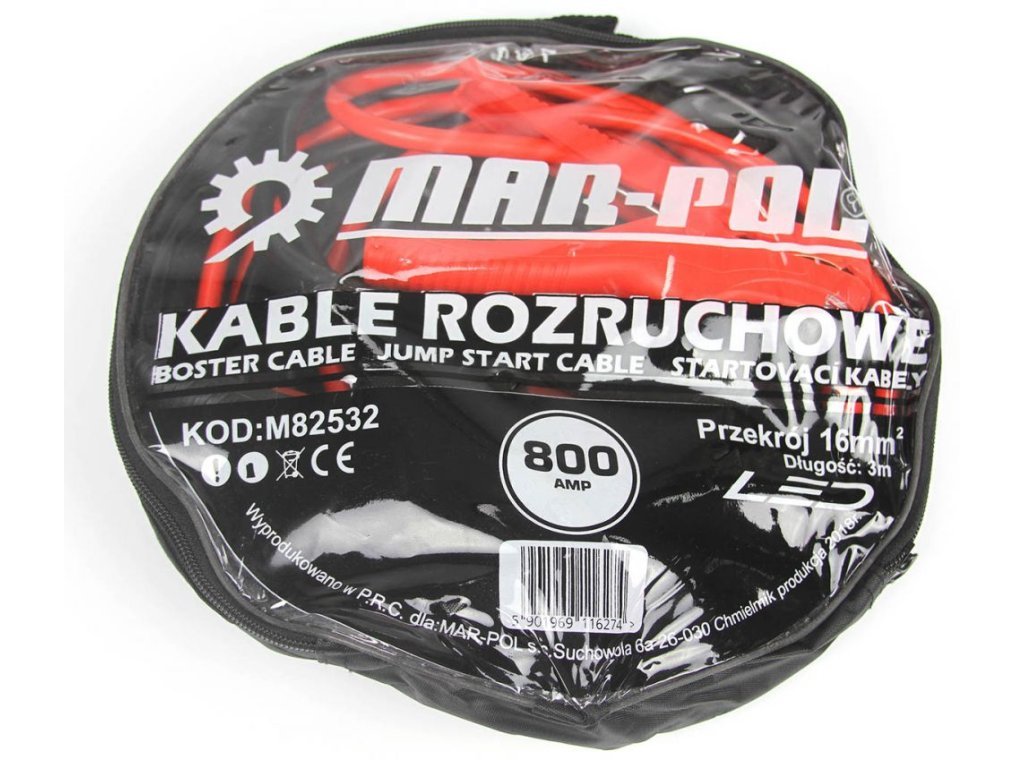 MAR-POL
KABLE ROZRUCHOWE
BOSTER CABLE JUMP START CABLE STARTOVACÍ KABELY
KOD:M82532
800
AMP
Przekrój 16mm²
Długość: 3m
LED
CE
Wyprodukowano w P.R.C. dla: MAR-POL s.c. Suchowola 6a 26-030 Chmielnik produkcja 2018r.
5 901969 116274 >